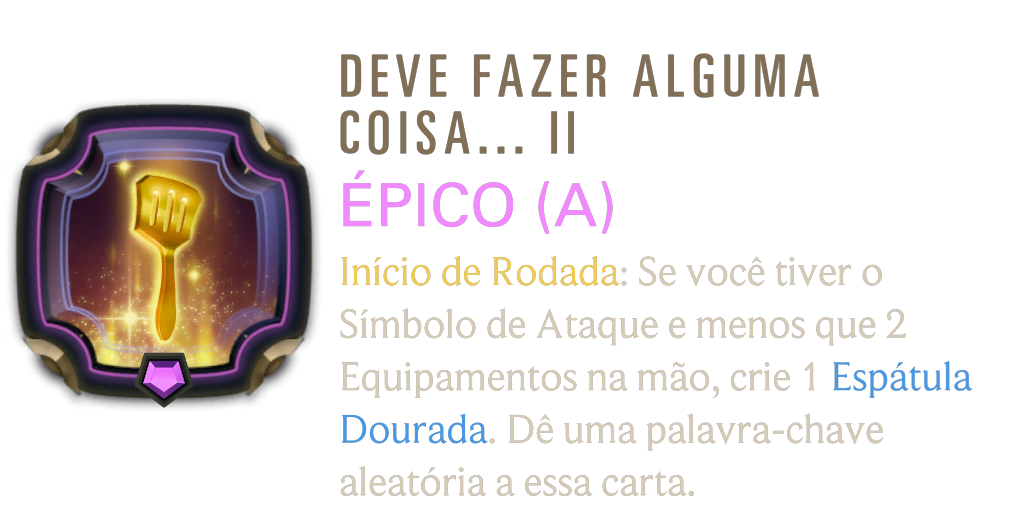 DEVE FAZER ALGUMA
COISA... II
ÉPICO (A)
Início de Rodada: Se você tiver o
Símbolo de Ataque e menos que 2
Equipamentos na mão, crie 1 Espátula
Dourada. Dê uma palavra-chave
aleatória a essa carta.